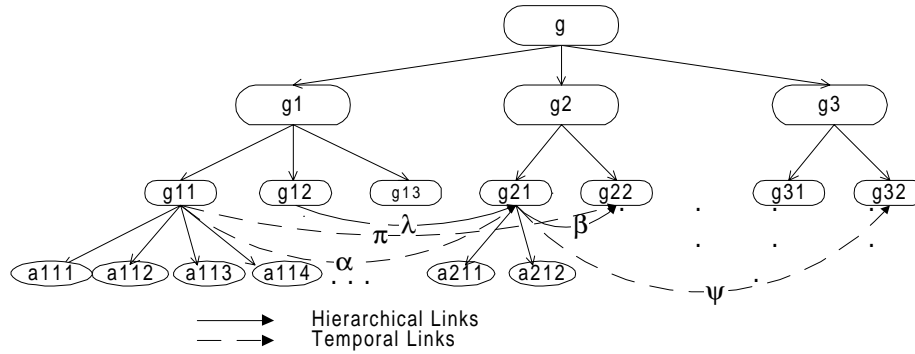 g
g1 g2 g3
g11 g12 g13 g21 g22 g31 g32
π λ β
α
a111 a112 a113 a114 . . . a211 a212
ψ
Hierarchical Links
Temporal Links